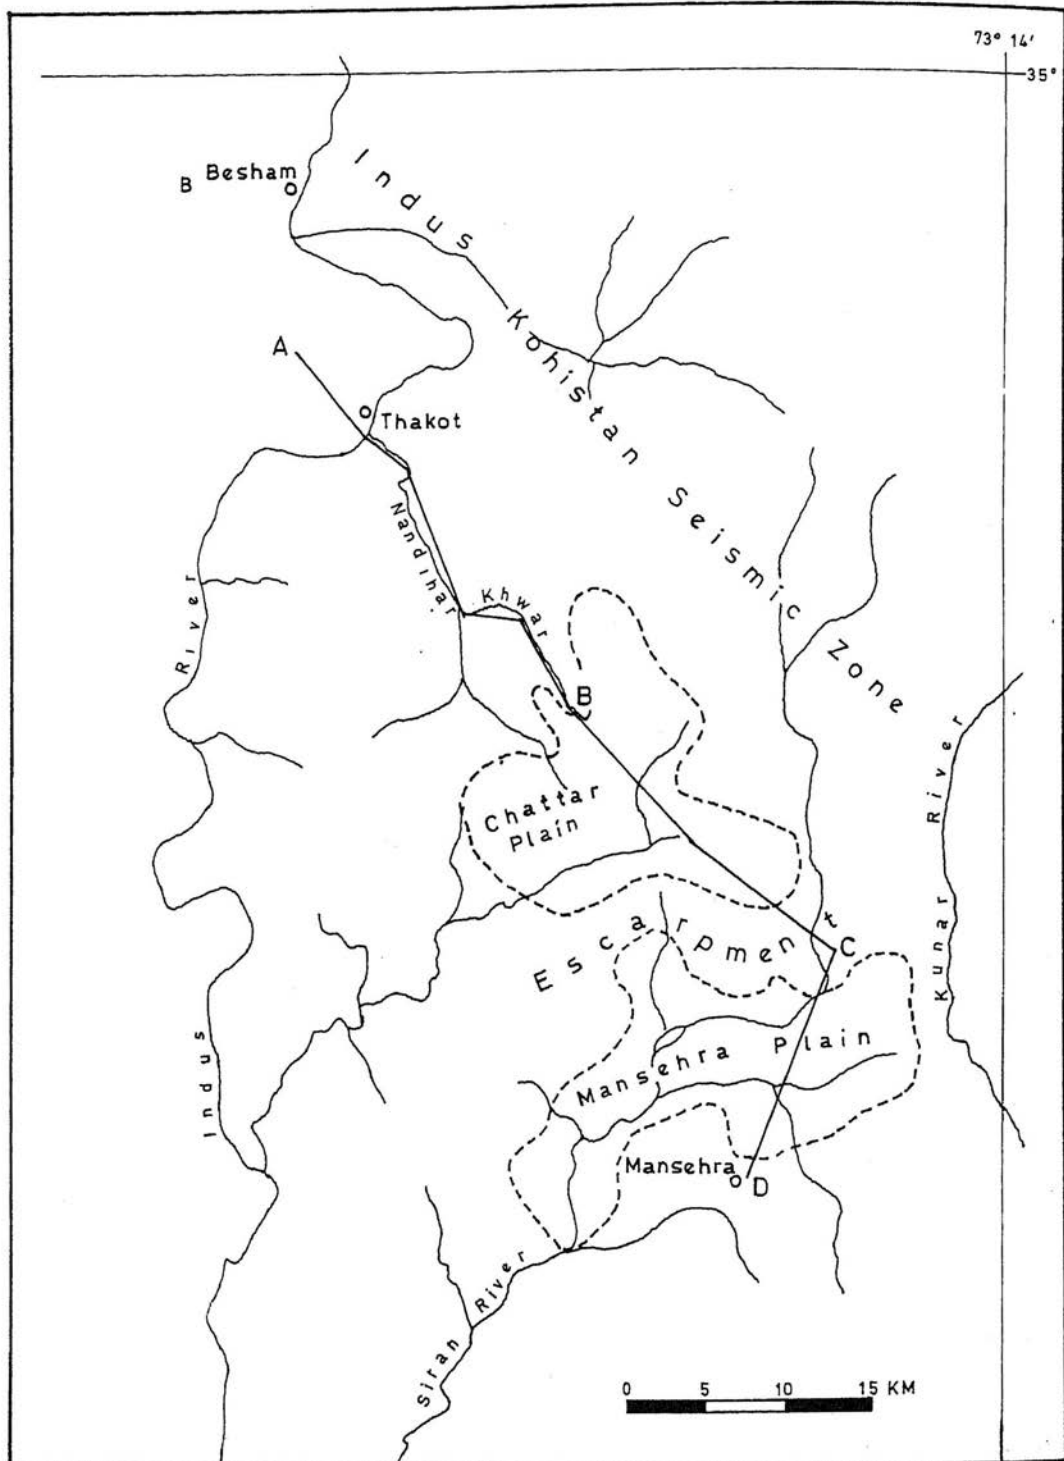 73° 14'
35°
B Besham
Indus Kohistan Seismic Zone
A
Thakot
Nandihar Khwar
River
B
Chattar
Plain
Escarpment
C
Kunar River
Mansehra Plain
Indus
Mansehra
D
Siran River
0 5 10 15 KM